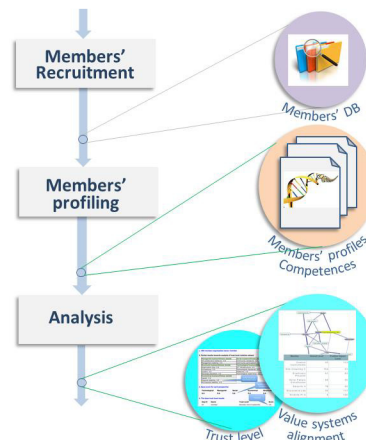 Members'
Recruitment
Members' DB
Members'
profiling
Members' profiles
Competences
Analysis
Trust level
Value systems
alignment